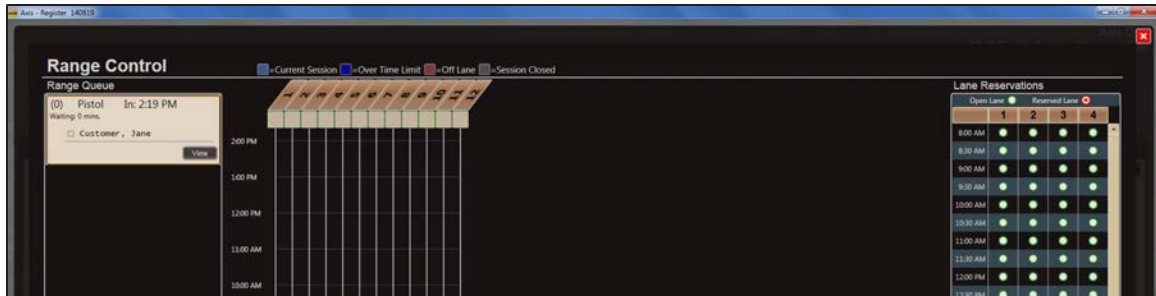 Axis - Register 140819
Range Control
=Current Session =Over Time Limit =Off Lane =Session Closed
Range Queue
(0) Pistol In: 2:19 PM
Waiting: 0 mins.
Customer, Jane
View
1 2 3 4 5 6 7 8 9 10 11 12
2:00 PM
1:00 PM
12:00 PM
11:00 AM
10:00 AM
Lane Reservations
Open Lane Reserved Lane
1 2 3 4
8:00 AM
8:30 AM
9:00 AM
9:30 AM
10:00 AM
10:30 AM
11:00 AM
11:30 AM
12:00 PM
12:30 PM